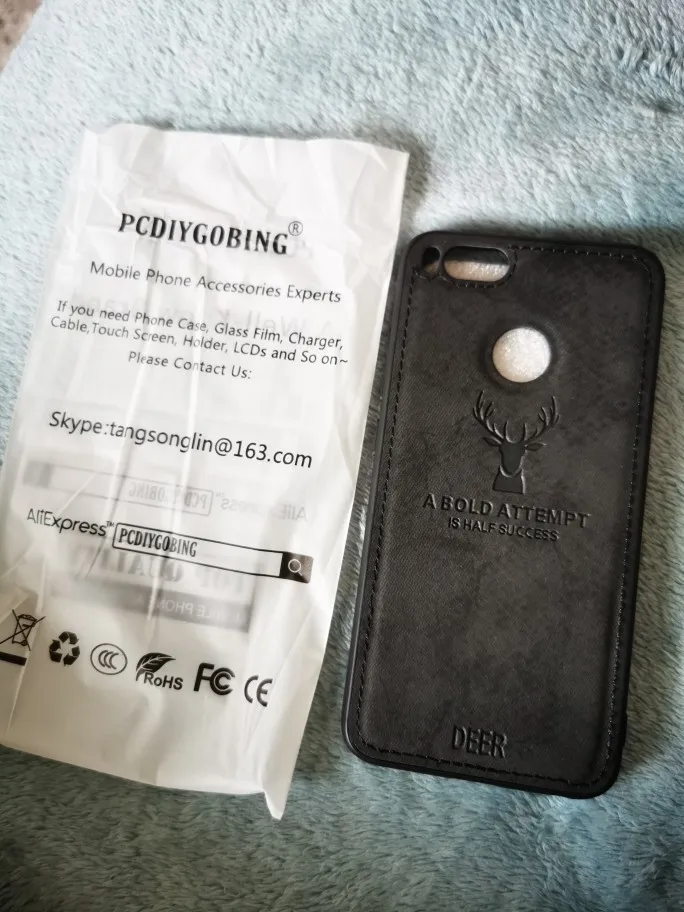 PCDIYGOBING®
Mobile Phone Accessories Experts
If you need Phone Case, Glass Film, Charger,
Cable,Touch Screen, Holder, LCDs and So on~
Please Contact Us:
Skype:tangsonglin@163.com
AliExpress™ PCDIYGOBING
CCC
RoHS
FC
CE
A BOLD ATTEMPT
IS HALF SUCCESS
DEER